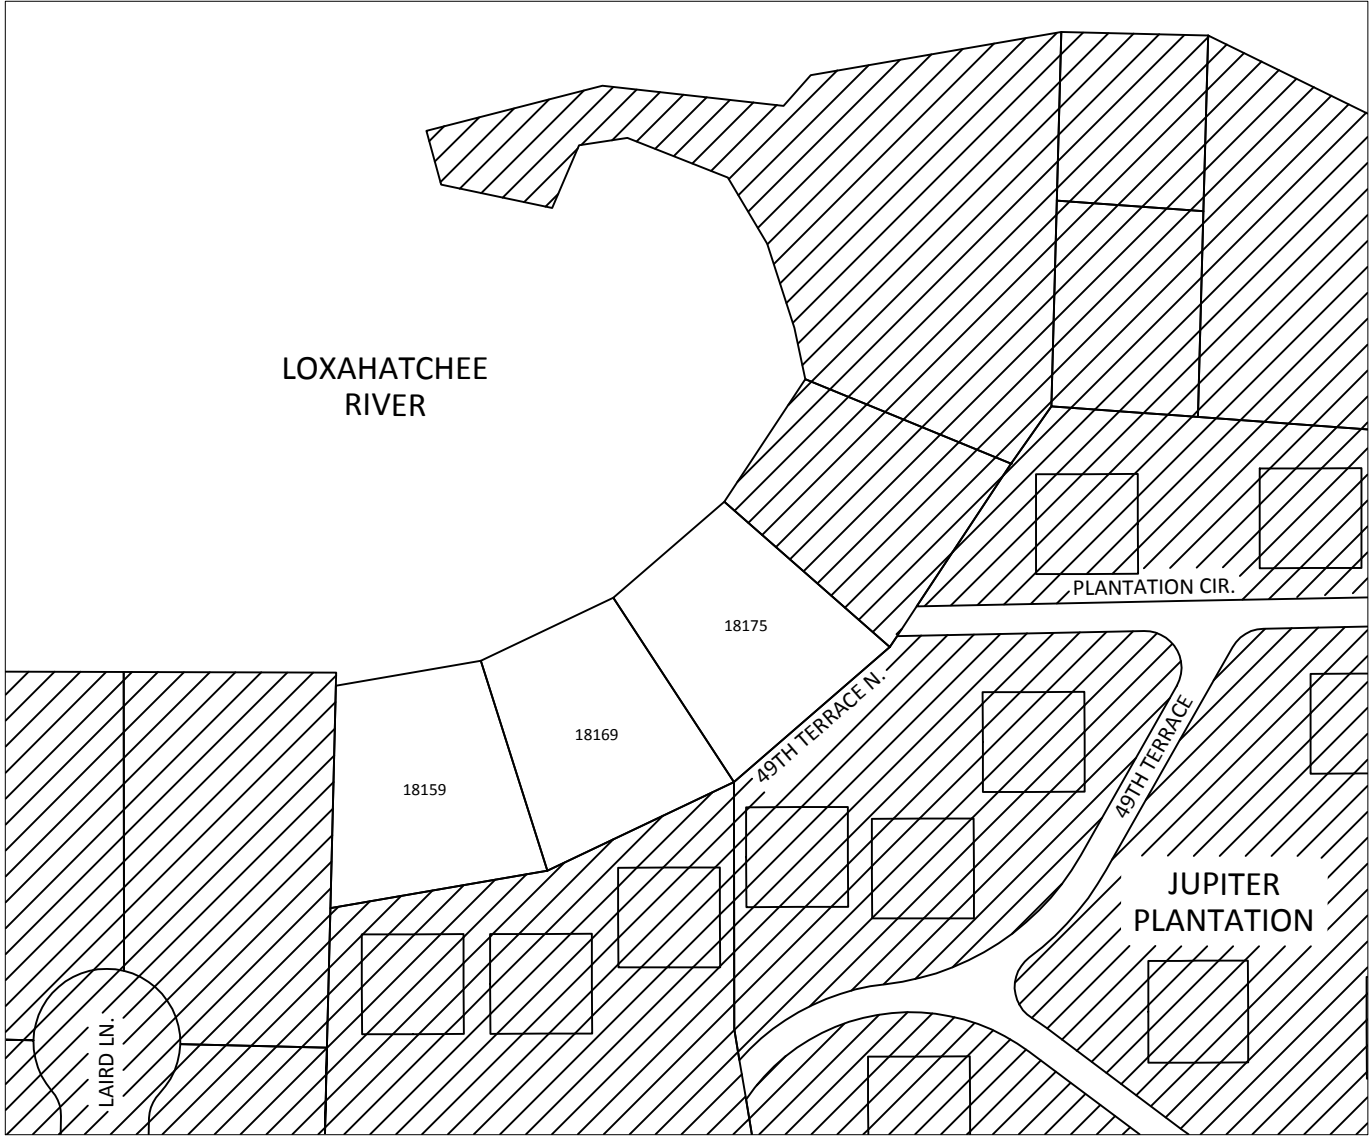 LOXAHATCHEE
RIVER
PLANTATION CIR.
18175
49TH TERRACE N.
18169
49TH TERRACE
18159
JUPITER
PLANTATION
LAIRD LN.